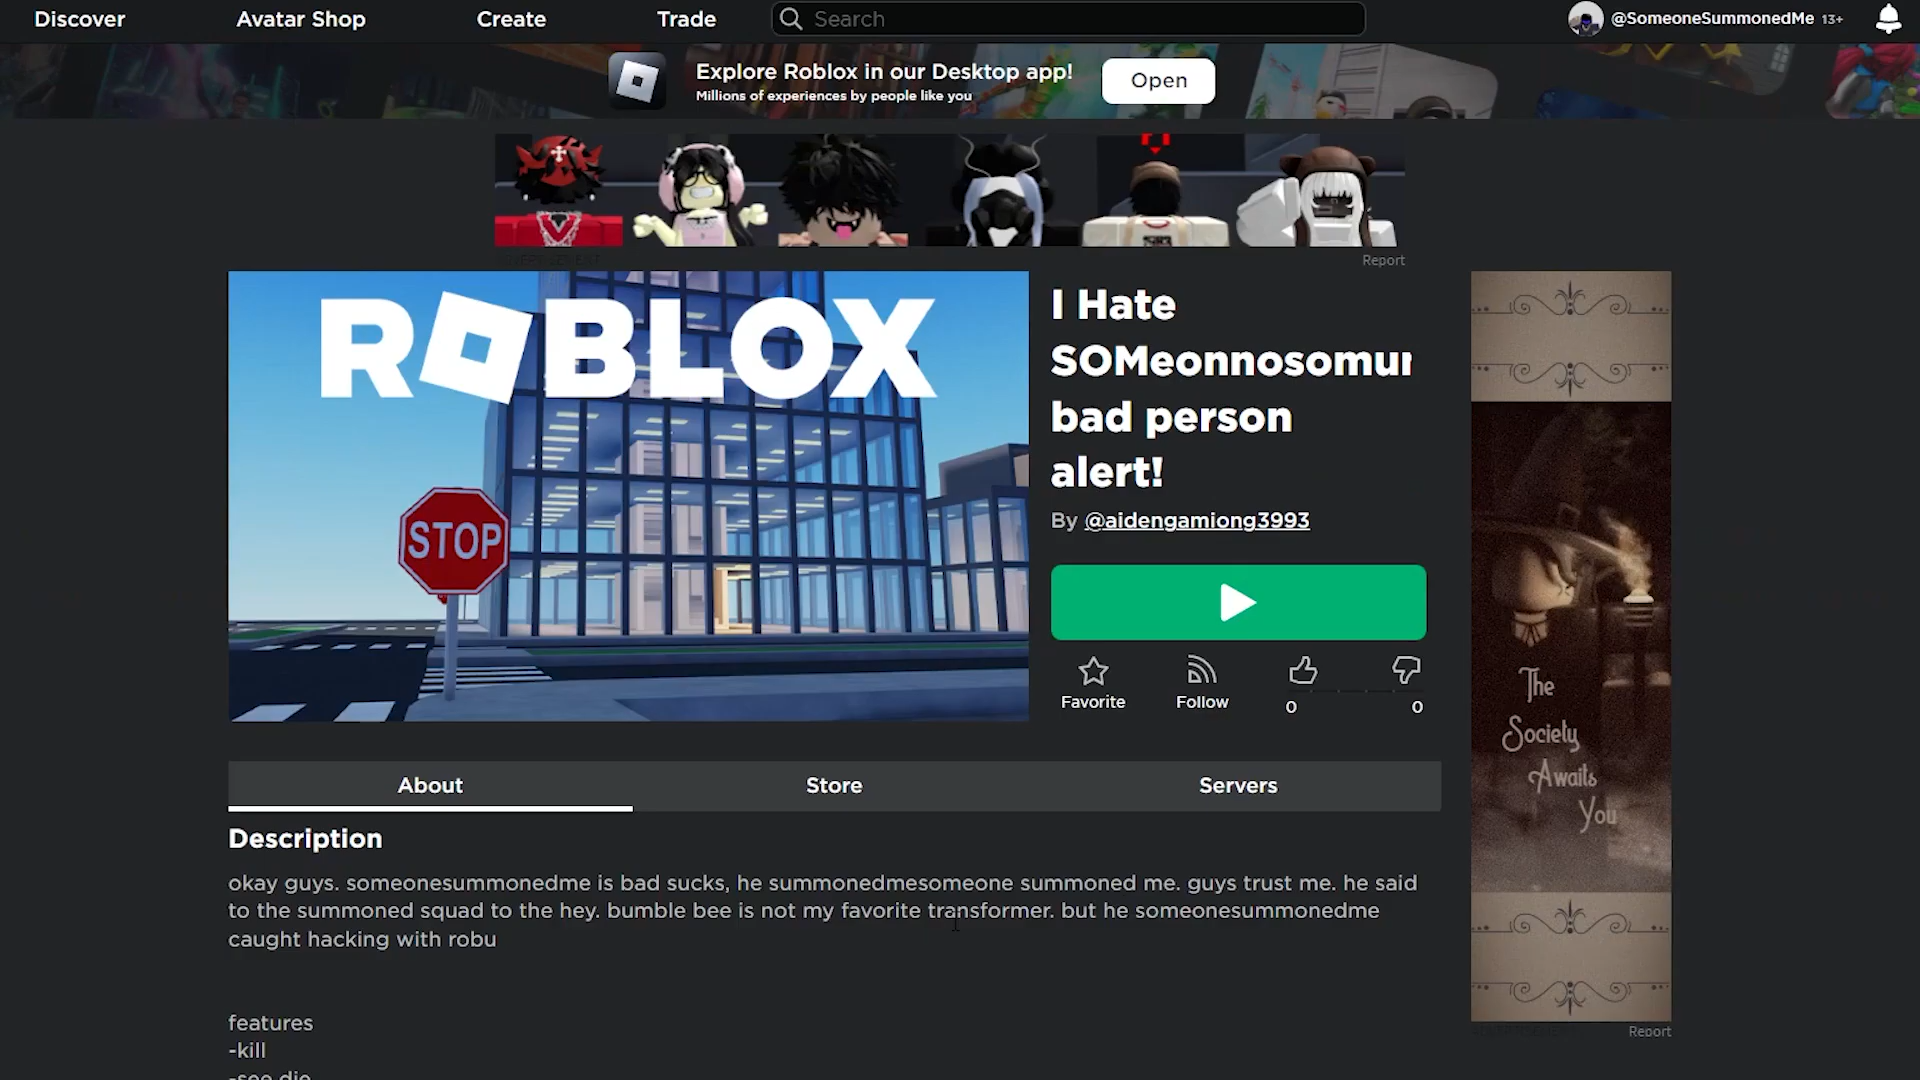 Discover Avatar Shop Create Trade Search @SomeoneSummonedMe 13+
Explore Roblox in our Desktop app! Open
Millions of experiences by people like you
Report
ROBLOX
STOP
I Hate
SOMeonnosomur
bad person
alert!
By @aidengamiong3993
Favorite Follow 0 0
The
Society
Awaits
You
About Store Servers
Description
okay guys. someonesummonedme is bad sucks, he summonedmesomeone summoned me. guys trust me. he said
to the summoned squad to the hey. bumble bee is not my favorite transformer. but he someonesummonedme
caught hacking with robu
Report
features
-kill
-see die